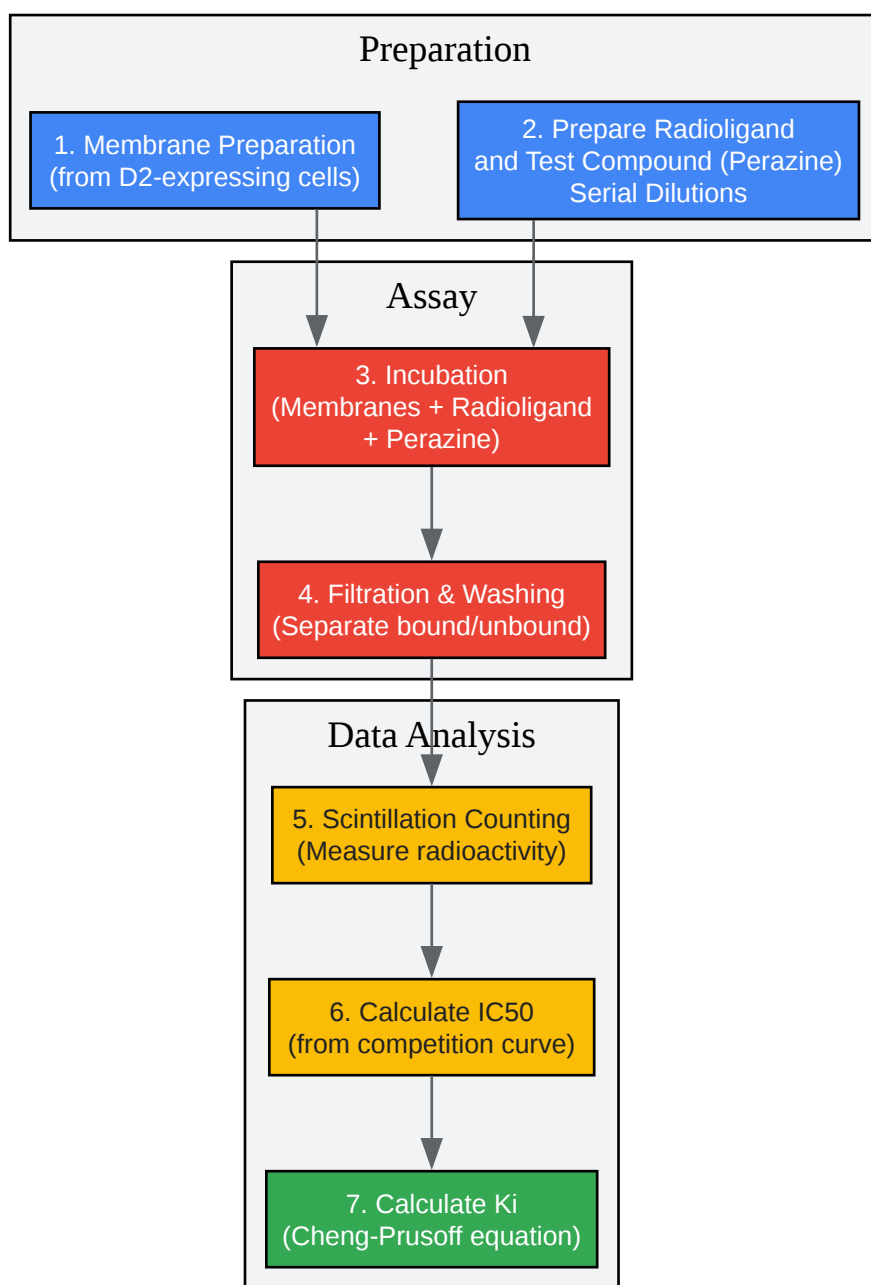 Preparation
1. Membrane Preparation
(from D2-expressing cells)
2. Prepare Radioligand
and Test Compound (Perazine)
Serial Dilutions
Assay
3. Incubation
(Membranes + Radioligand
+ Perazine)
4. Filtration & Washing
(Separate bound/unbound)
Data Analysis
5. Scintillation Counting
(Measure radioactivity)
6. Calculate IC50
(from competition curve)
7. Calculate Ki
(Cheng-Prusoff equation)